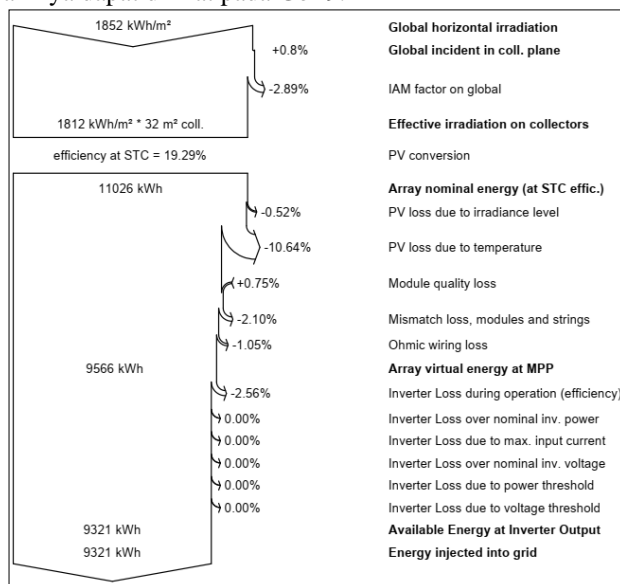 1852 kWh/m² Global horizontal irradiation
+0.8% Global incident in coll. plane
-2.89% IAM factor on global
1812 kWh/m² * 32 m² coll. Effective irradiation on collectors
efficiency at STC = 19.29% PV conversion
11026 kWh Array nominal energy (at STC effic.)
-0.52% PV loss due to irradiance level
-10.64% PV loss due to temperature
+0.75% Module quality loss
-2.10% Mismatch loss, modules and strings
-1.05% Ohmic wiring loss
9566 kWh Array virtual energy at MPP
-2.56% Inverter Loss during operation (efficiency)
0.00% Inverter Loss over nominal inv. power
0.00% Inverter Loss due to max. input current
0.00% Inverter Loss over nominal inv. voltage
0.00% Inverter Loss due to power threshold
0.00% Inverter Loss due to voltage threshold
9321 kWh Available Energy at Inverter Output
9321 kWh Energy injected into grid